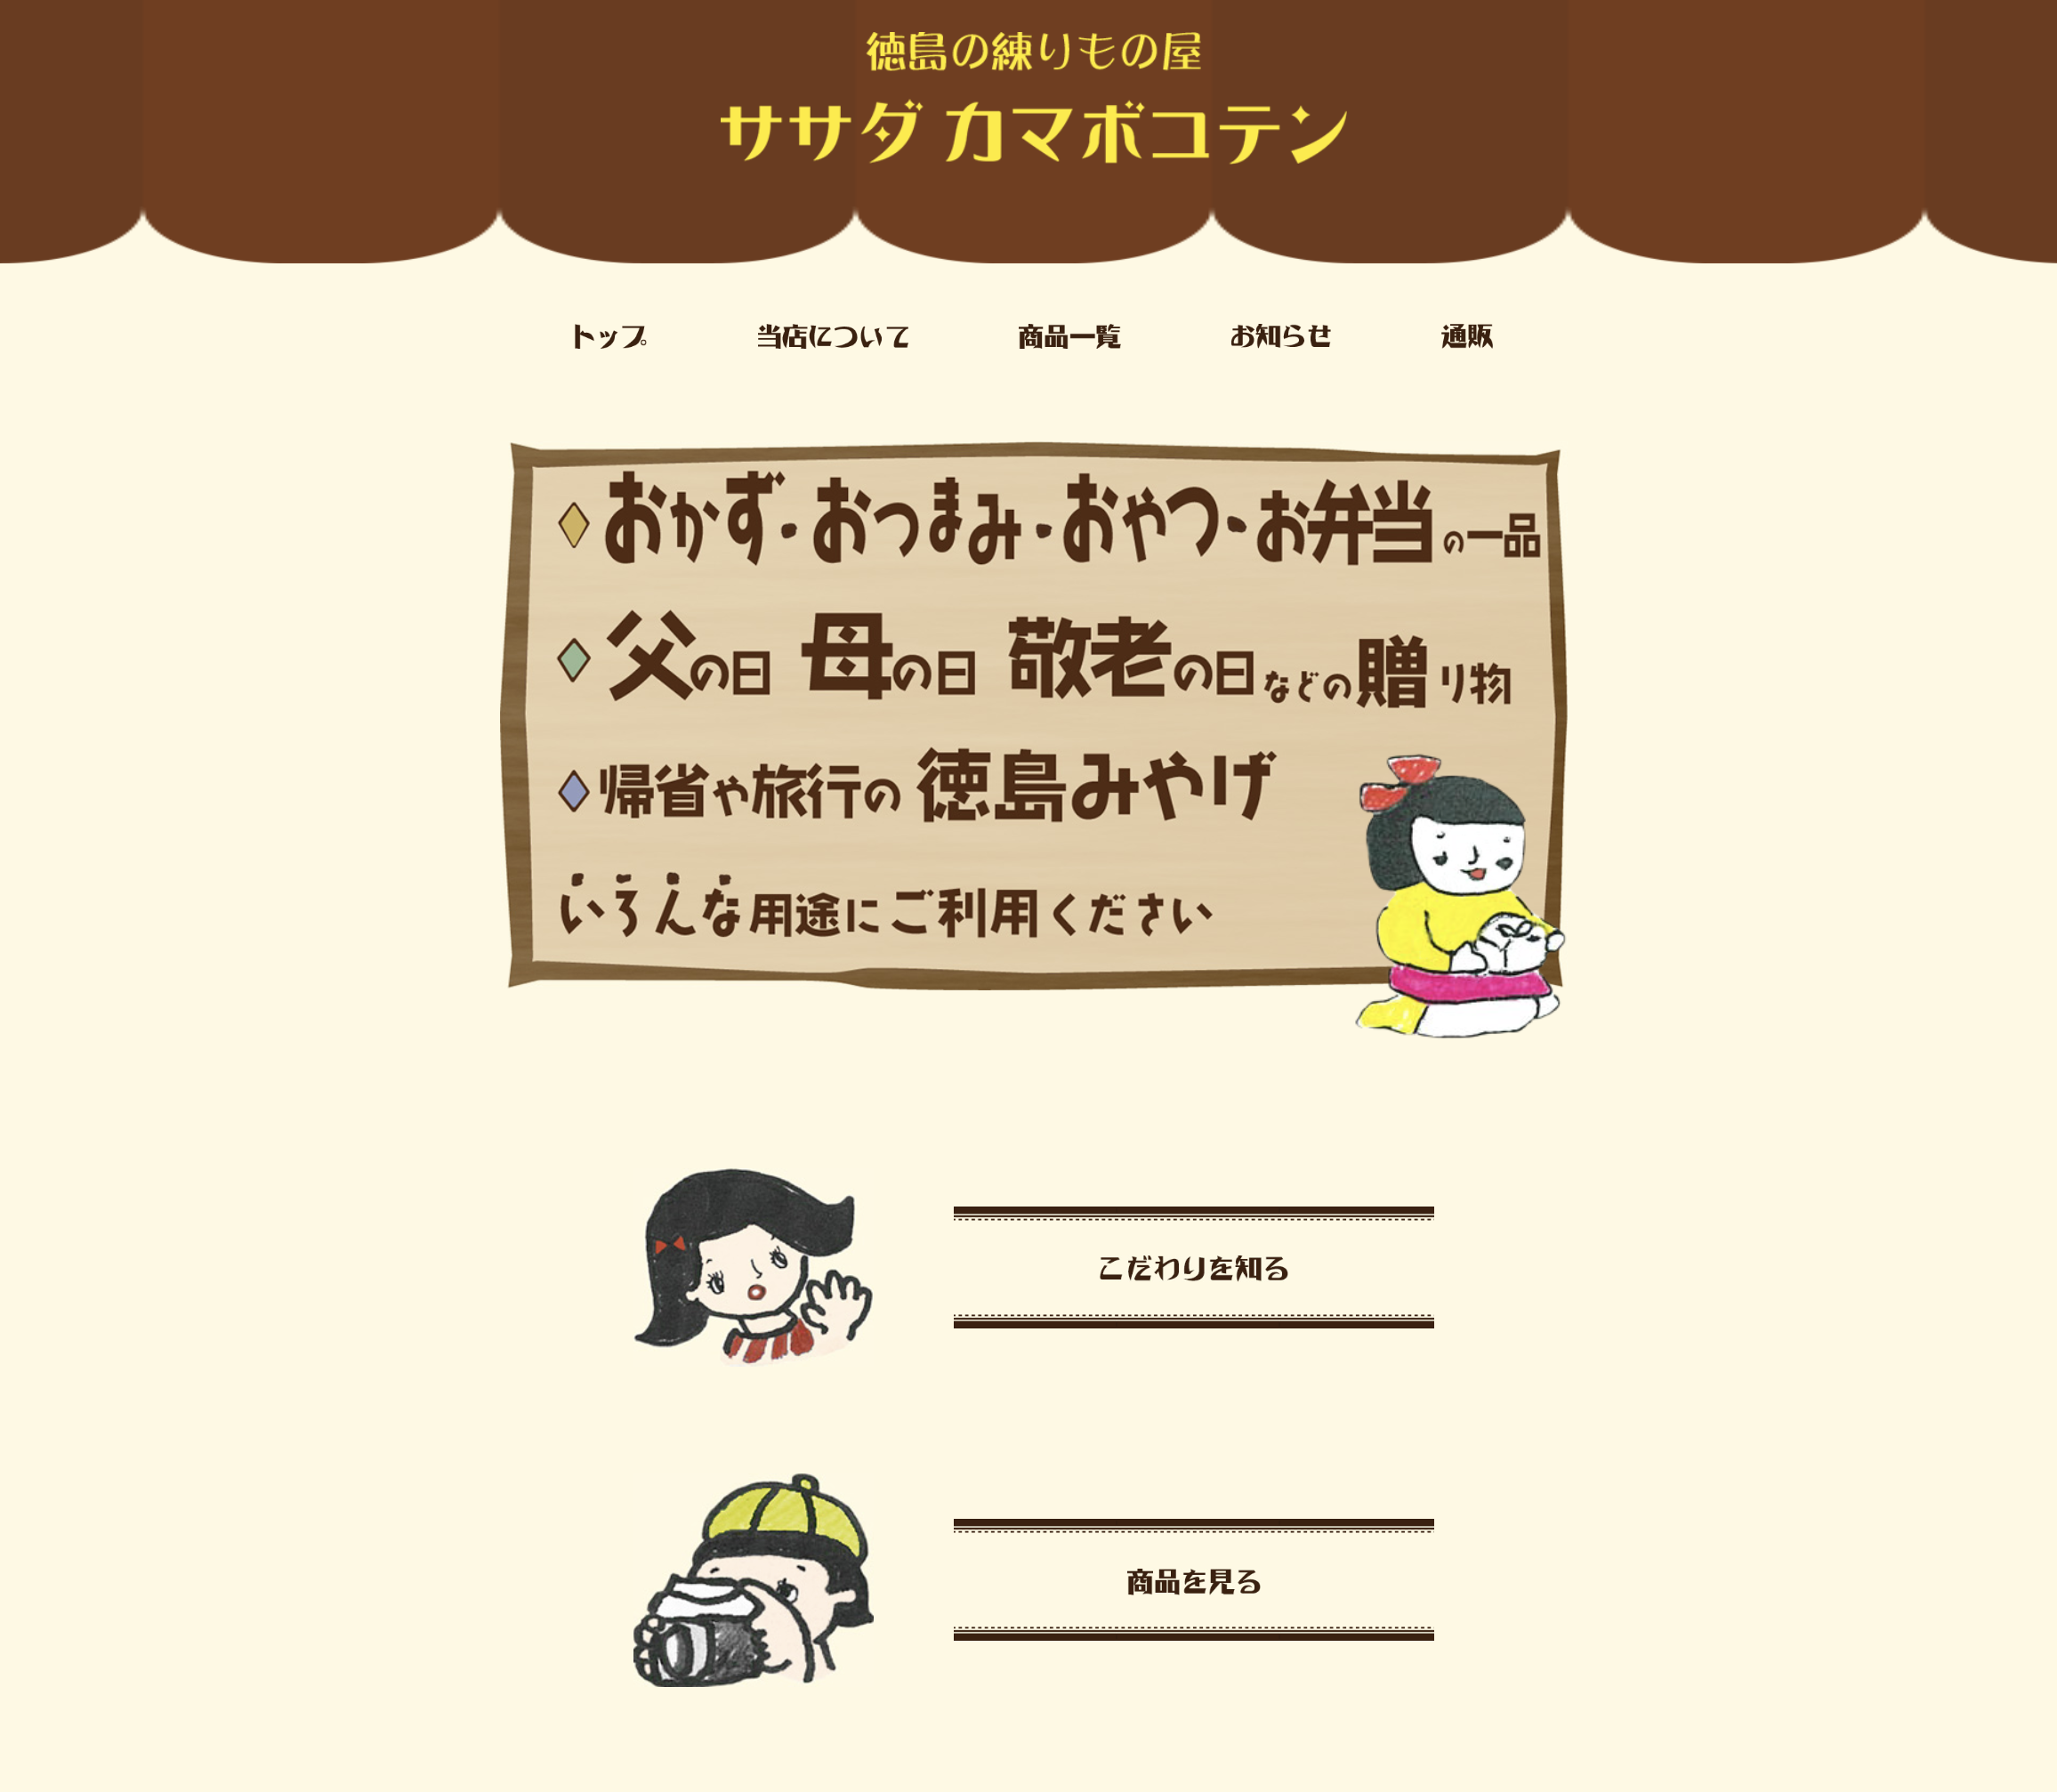 徳島の練りもの屋
ササダ カマボコテン
トップ 当店について 商品一覧 お知らせ 通販
おかず・おつまみ・おやつ・お弁当の一品
父の日 母の日 敬老の日などの贈り物
帰省や旅行の徳島みやげ
いろんな用途にご利用ください
こだわりを知る
商品を見る